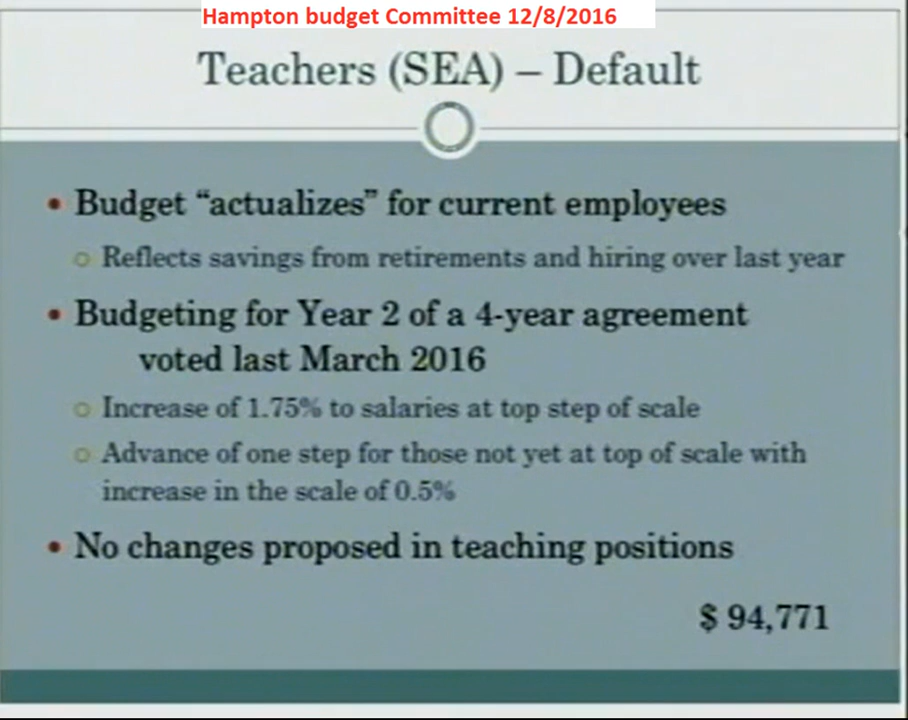 Hampton budget Committee 12/8/2016
Teachers (SEA) – Default
• Budget “actualizes” for current employees
○ Reflects savings from retirements and hiring over last year
• Budgeting for Year 2 of a 4-year agreement
voted last March 2016
○ Increase of 1.75% to salaries at top step of scale
○ Advance of one step for those not yet at top of scale with
increase in the scale of 0.5%
• No changes proposed in teaching positions
$ 94,771